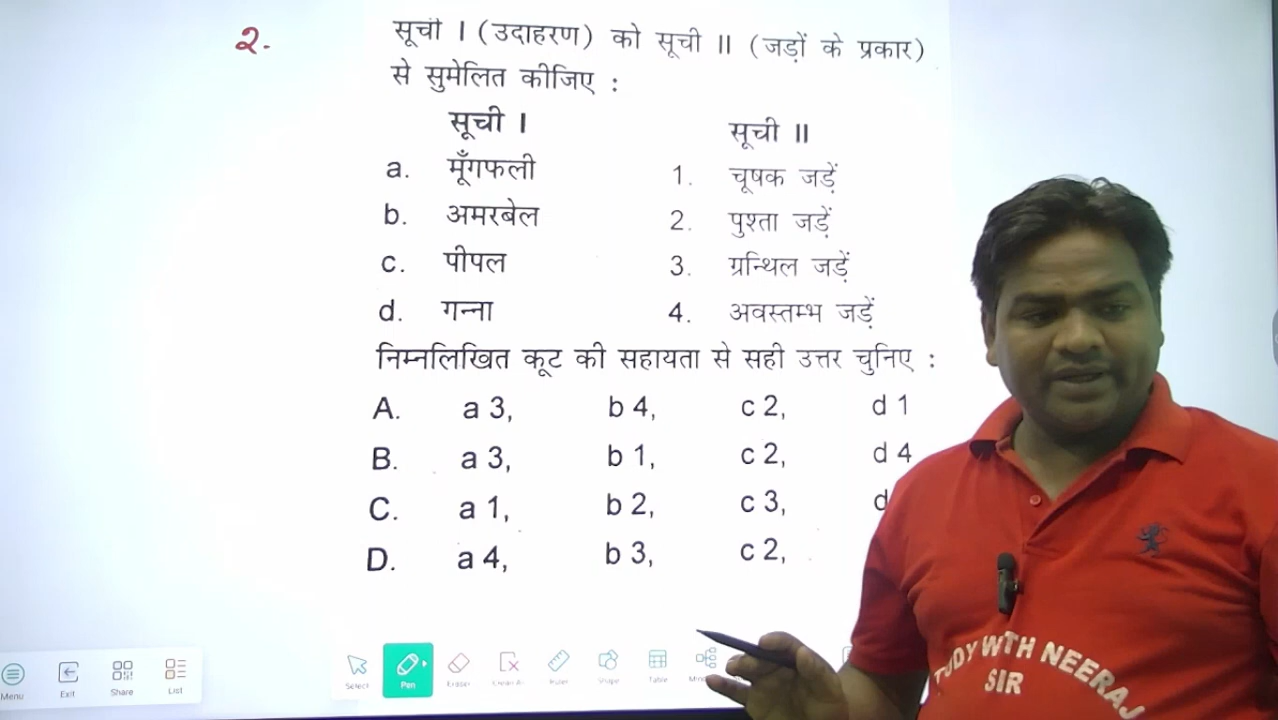 2. सूची I (उदाहरण) को सूची II (जड़ों के प्रकार)
से सुमेलित कीजिए :
सूची I सूची II
a. मूँगफली 1. चूषक जड़ें
b. अमरबेल 2. पुश्ता जड़ें
c. पीपल 3. ग्रन्थिल जड़ें
d. गन्ना 4. अवस्तम्भ जड़ें
निम्नलिखित कूट की सहायता से सही उत्तर चुनिए :
A. a 3, b 4, c 2, d 1
B. a 3, b 1, c 2, d 4
C. a 1, b 2, c 3, d
D. a 4, b 3, c 2,
TUDY WITH NEERAJ
SIR
Menu Exit Share List Select Pen Eraser Ruler Shape Table